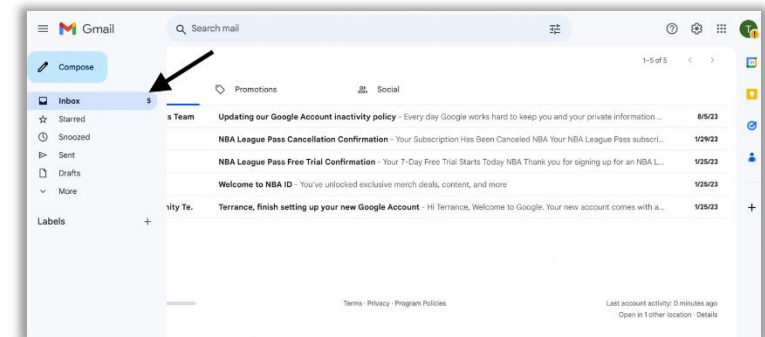 Gmail
Search mail
Compose
1–5 of 5
Promotions
Social
Inbox 5
Starred
Snoozed
Sent
Drafts
More
Labels
s Team Updating our Google Account inactivity policy - Every day Google works hard to keep you and your private information ... 8/5/23
NBA League Pass Cancellation Confirmation - Your Subscription Has Been Canceled NBA Your NBA League Pass subscri... 1/29/23
NBA League Pass Free Trial Confirmation - Your 7-Day Free Trial Starts Today NBA Thank you for signing up for an NBA L... 1/25/23
Welcome to NBA ID - You've unlocked exclusive merch deals, content, and more 1/25/23
nity Te. Terrance, finish setting up your new Google Account - Hi Terrance, Welcome to Google. Your new account comes with a... 1/25/23
Terms · Privacy · Program Policies
Last account activity: 0 minutes ago
Open in 1 other location · Details